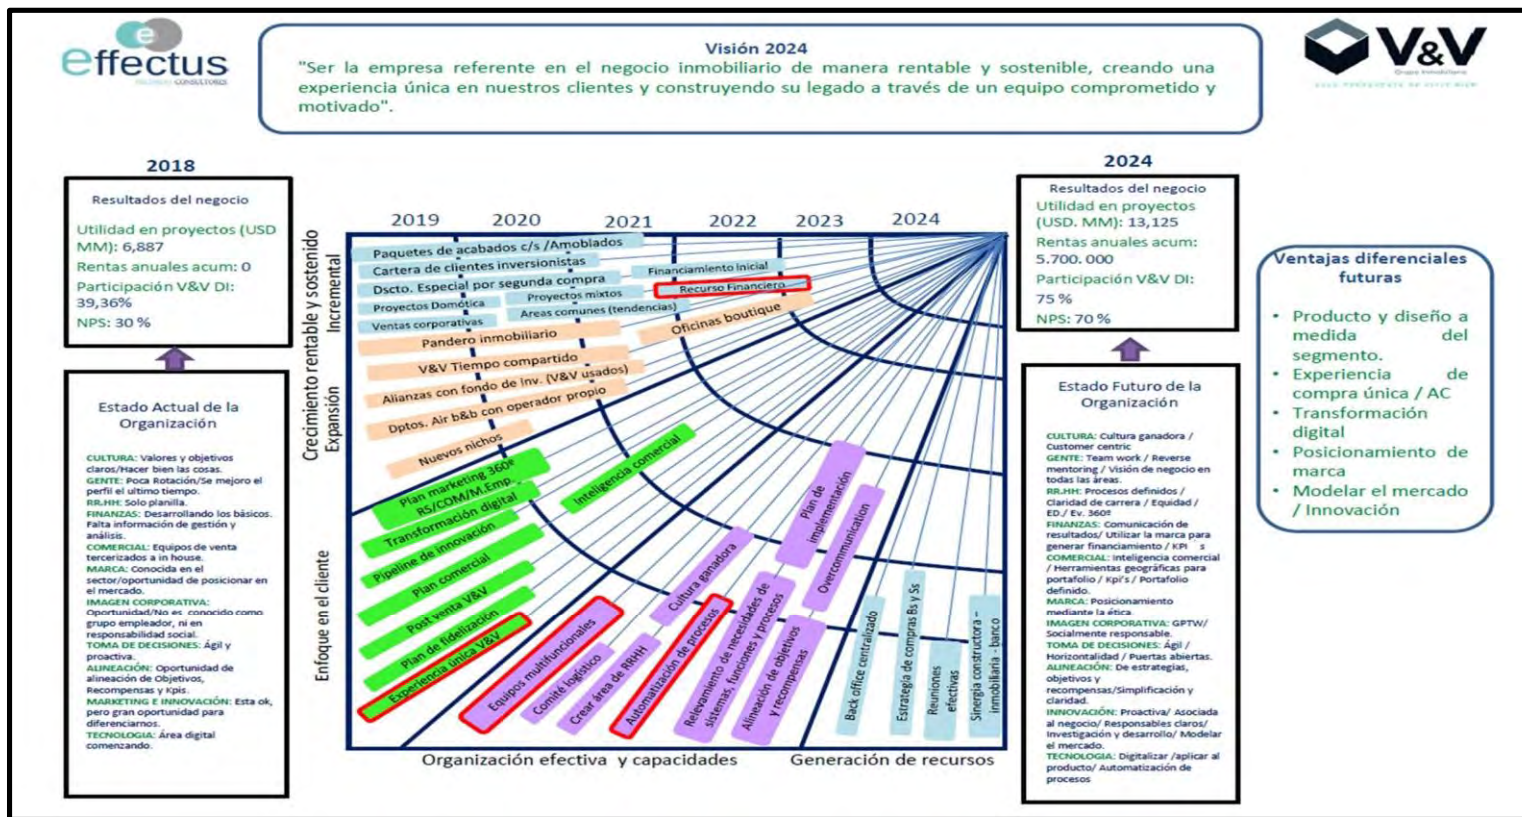 effectus
CONSULTORES
Visión 2024
"Ser la empresa referente en el negocio inmobiliario de manera rentable y sostenible, creando una
experiencia única en nuestros clientes y construyendo su legado a través de un equipo comprometido y
motivado".
V&V
Grupo Inmobiliario
2018
Resultados del negocio
Utilidad en proyectos (USD
MM): 6,887
Rentas anuales acum: 0
Participación V&V DI:
39,36%
NPS: 30 %
Estado Actual de la
Organización
CULTURA: Valores y objetivos
claros/Hacer bien las cosas.
GENTE: Poca Rotación/Se mejoro el
perfil el ultimo tiempo.
RR.HH: Solo planilla.
FINANZAS: Desarrollando los básicos.
Falta información de gestión y
análisis.
COMERCIAL: Equipos de venta
tercerizados a in house.
MARCA: Conocida en el
sector/oportunidad de posicionar en
el mercado.
IMAGEN CORPORATIVA:
Oportunidad/No es conocido como
grupo empleador, ni en
responsabilidad social.
TOMA DE DECISIONES: Ágil y
proactiva.
ALINEACIÓN: Oportunidad de
alineación de Objetivos,
Recompensas y Kpis.
MARKETING E INNOVACIÓN: Esta ok,
pero gran oportunidad para
diferenciarnos.
TECNOLOGIA: Área digital
comenzando.
2019
2020
2021
2022
2023
2024
Crecimiento rentable y sostenido
Incremental
Expansión
Enfoque en el cliente
Paquetes de acabados c/s /Amoblados
Cartera de clientes inversionistas
Dscto. Especial por segunda compra
Financiamiento Inicial
Proyectos Domótica
Proyectos mixtos
Recurso Financiero
Ventas corporativas
Areas comunes (tendencias)
Oficinas boutique
Pandero inmobiliario
V&V Tiempo compartido
Alianzas con fondo de Inv. (V&V usados)
Dptos. Air b&b con operador propio
Nuevos nichos
Plan marketing 360º
RS/COM/M.Emp.
Inteligencia comercial
Transformación digital
Pipeline de innovación
Plan comercial
Post venta V&V
Plan de fidelización
Experiencia única V&V
Equipos multifuncionales
Comité logístico
Crear área de RRHH
Cultura ganadora
Automatización de procesos
Relevamiento de necesidades de
sistemas, funciones y procesos
Alineación de objetivos
y recompensas
Plan de
implementación
Overcommunication
Back office centralizado
Estrategia de compras Bs y Ss
Reuniones
efectivas
Sinergia constructora –
inmobiliaria - banco
Organización efectiva y capacidades
Generación de recursos
2024
Resultados del negocio
Utilidad en proyectos
(USD. MM): 13,125
Rentas anuales acum:
5.700.000
Participación V&V DI:
75 %
NPS: 70 %
Estado Futuro de la
Organización
CULTURA: Cultura ganadora /
Customer centric
GENTE: Team work / Reverse
mentoring / Visión de negocio en
todas las áreas.
RR.HH: Procesos definidos /
Claridad de carrera / Equidad /
ED./ Ev. 360º
FINANZAS: Comunicación de
resultados/ Utilizar la marca para
generar financiamiento / KPI s
COMERCIAL: Inteligencia comercial
/ Herramientas geográficas para
portafolio / Kpi's / Portafolio
definido.
MARCA: Posicionamiento
mediante la ética.
IMAGEN CORPORATIVA: GPTW/
Socialmente responsable.
TOMA DE DECISIONES: Ágil /
Horizontalidad / Puertas abiertas.
ALINEACIÓN: De estrategias,
objetivos y
recompensas/Simplificación y
claridad.
INNOVACIÓN: Proactiva/ Asociada
al negocio/ Responsables claros/
Investigación y desarrollo/ Modelar
el mercado.
TECNOLOGIA: Digitalizar /aplicar al
producto/ Automatización de
procesos
Ventajas diferenciales
futuras
• Producto y diseño a
medida del
segmento.
• Experiencia de
compra única / AC
• Transformación
digital
• Posicionamiento de
marca
• Modelar el mercado
/ Innovación